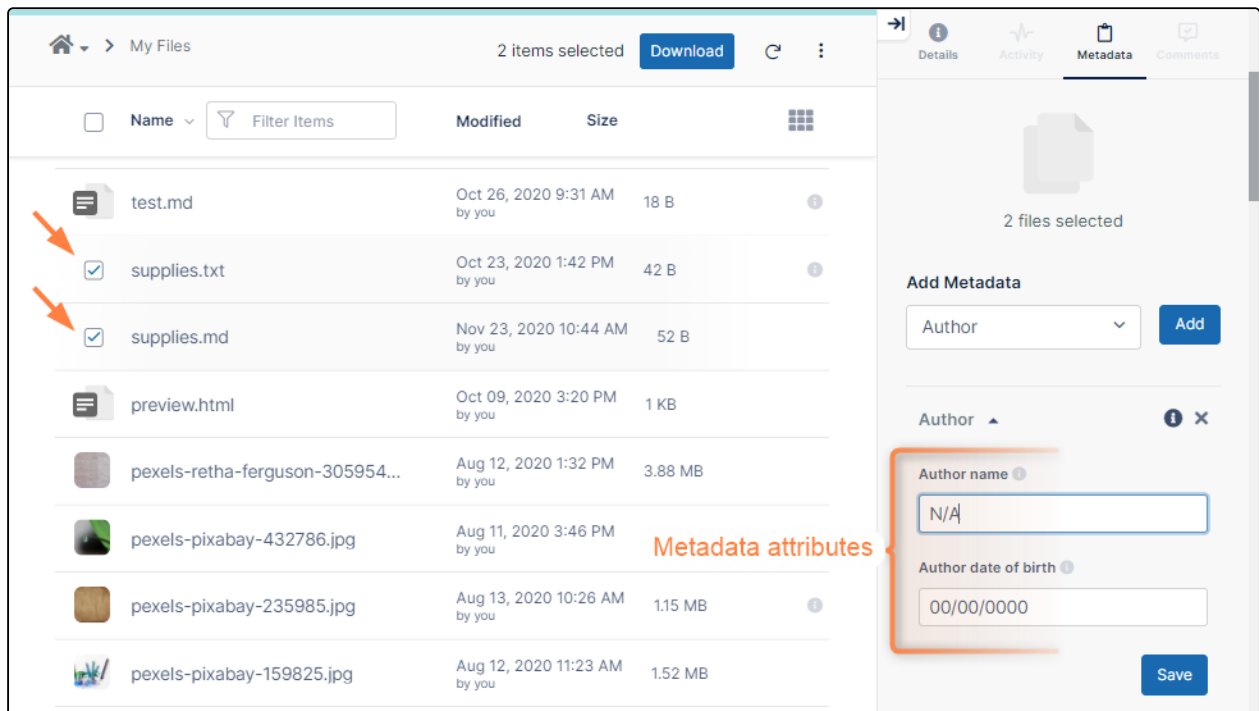 My Files
2 items selected
Download
Name
Filter Items
Modified
Size
test.md
Oct 26, 2020 9:31 AM
by you
18 B
supplies.txt
Oct 23, 2020 1:42 PM
by you
42 B
supplies.md
Nov 23, 2020 10:44 AM
by you
52 B
preview.html
Oct 09, 2020 3:20 PM
by you
1 KB
pexels-retha-ferguson-305954...
Aug 12, 2020 1:32 PM
by you
3.88 MB
pexels-pixabay-432786.jpg
Aug 11, 2020 3:46 PM
by you
pexels-pixabay-235985.jpg
Aug 13, 2020 10:26 AM
by you
1.15 MB
pexels-pixabay-159825.jpg
Aug 12, 2020 11:23 AM
by you
1.52 MB
Details
Activity
Metadata
Comments
2 files selected
Add Metadata
Author
Add
Author
Metadata attributes
Author name
N/A
Author date of birth
00/00/0000
Save